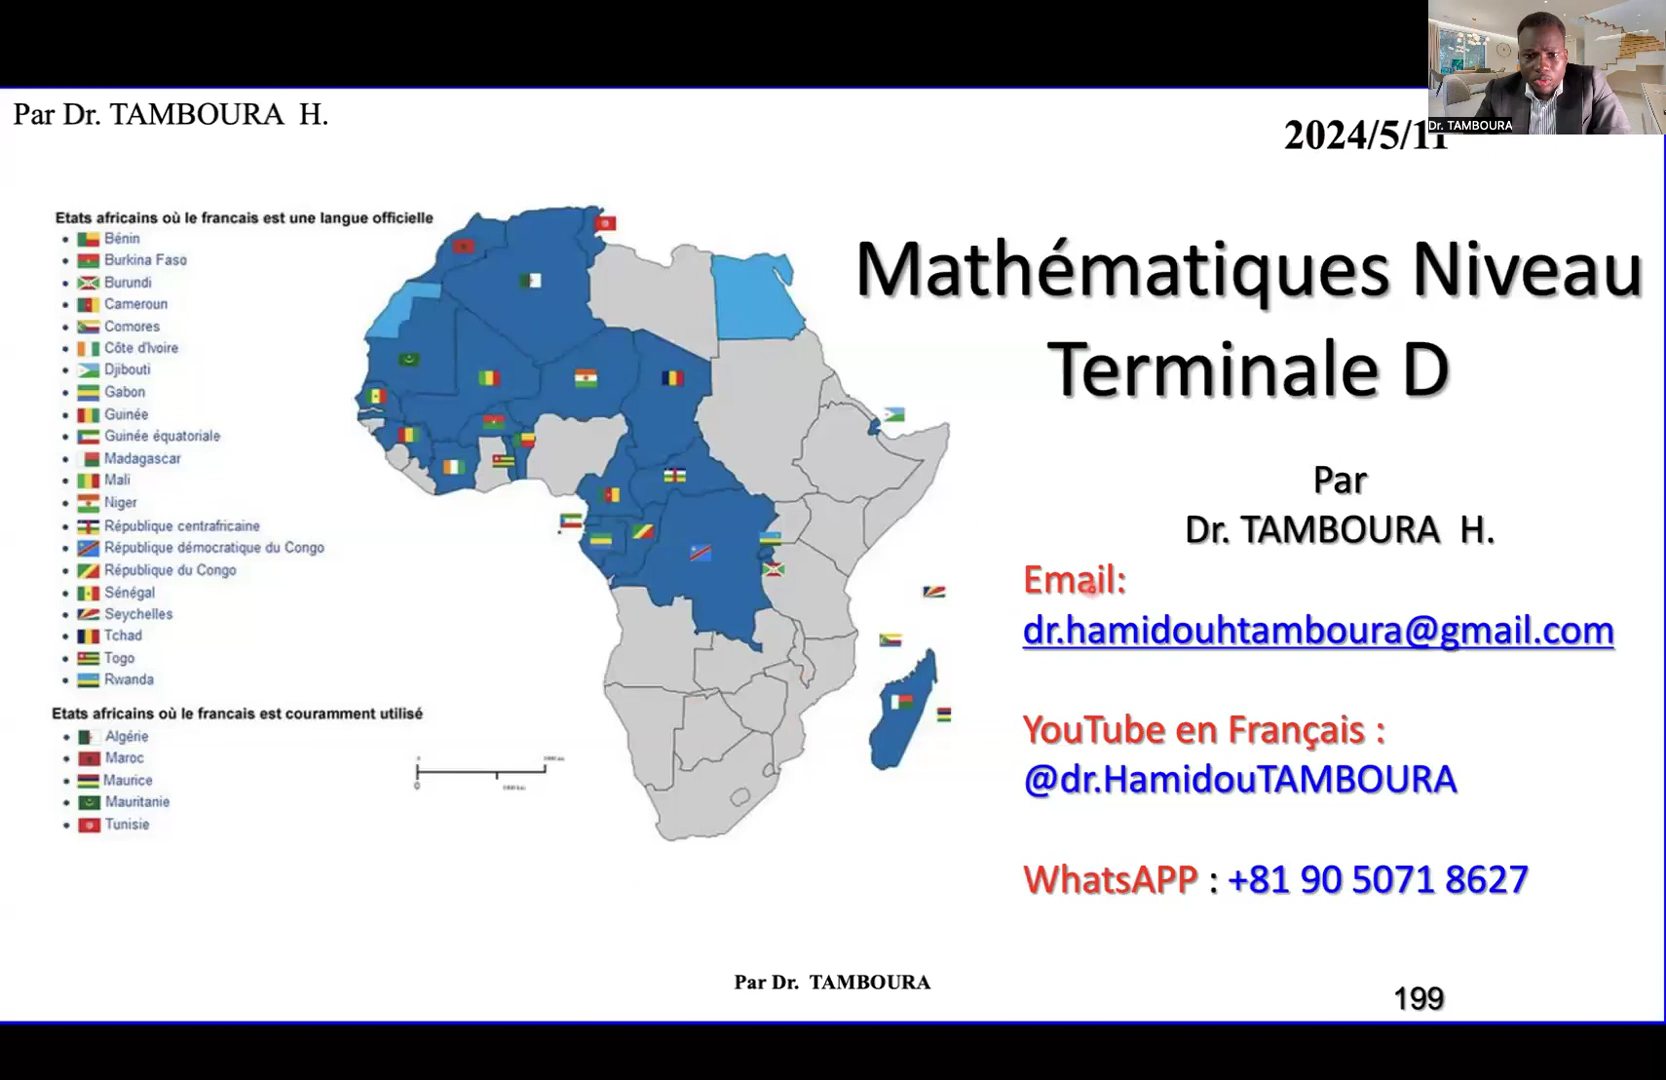 Par Dr. TAMBOURA H.
Dr. TAMBOURA
2024/5/11
Etats africains où le francais est une langue officielle
Bénin
Burkina Faso
Burundi
Cameroun
Comores
Côte d'Ivoire
Djibouti
Gabon
Guinée
Guinée équatoriale
Madagascar
Mali
Niger
République centrafricaine
République démocratique du Congo
République du Congo
Sénégal
Seychelles
Tchad
Togo
Rwanda
Etats africains où le francais est couramment utilisé
Algérie
Maroc
Maurice
Mauritanie
Tunisie
0
0
Mathématiques Niveau
Terminale D
Par
Dr. TAMBOURA H.
Email:
dr.hamidouhtamboura@gmail.com
YouTube en Français :
@dr.HamidouTAMBOURA
WhatsAPP : +81 90 5071 8627
Par Dr. TAMBOURA
199